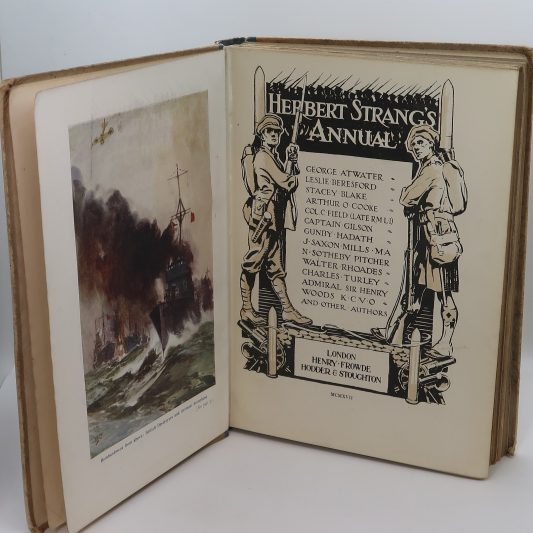 HERBERT STRANG'S
ANNUAL
GEORGE ATWATER
LESLIE BERESFORD
STACEY BLAKE
ARTHUR O COOKE
COL C FIELD (LATE RMLI)
CAPTAIN GILSON
GUNBY HADATH
J. SAXON MILLS. MA
N. SOTHEBY PITCHER
WALTER RHOADES
CHARLES TURLEY
ADMIRAL SIR HENRY
WOODS K.C.V.O
AND OTHER AUTHORS
LONDON
HENRY FROWDE
HODDER & STOUGHTON
MCMXVII